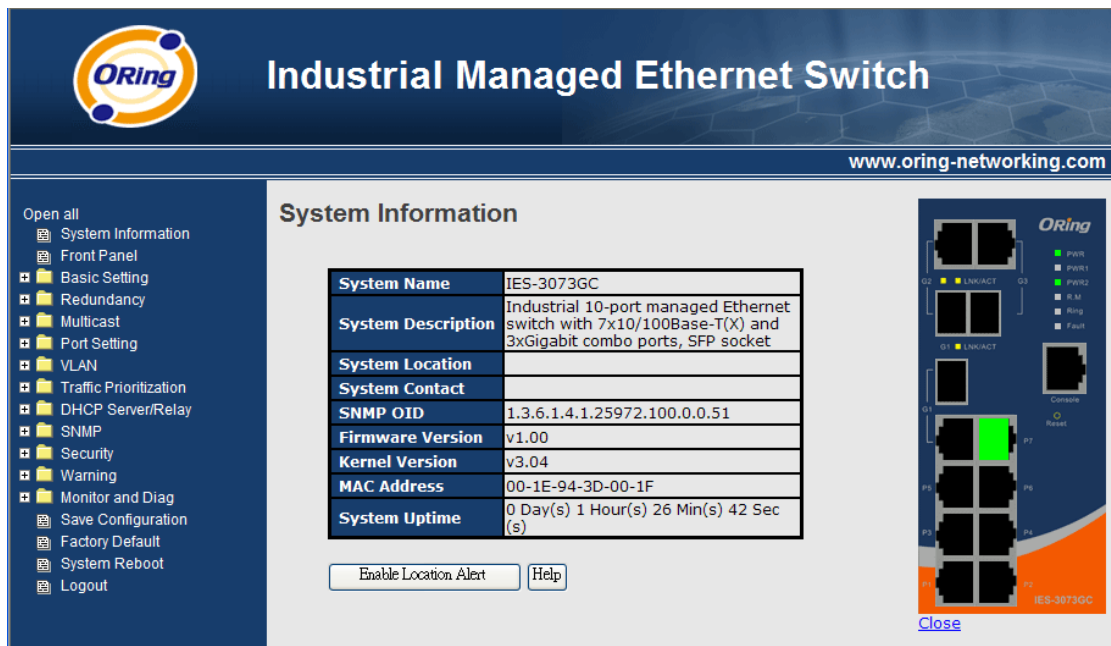 ORing
Industrial Managed Ethernet Switch
www.oring-networking.com
Open all
System Information
Front Panel
Basic Setting
Redundancy
Multicast
Port Setting
VLAN
Traffic Prioritization
DHCP Server/Relay
SNMP
Security
Warning
Monitor and Diag
Save Configuration
Factory Default
System Reboot
Logout
System Information
System Name IES-3073GC
System Description Industrial 10-port managed Ethernet
switch with 7x10/100Base-T(X) and
3xGigabit combo ports, SFP socket
System Location
System Contact
SNMP OID 1.3.6.1.4.1.25972.100.0.0.51
Firmware Version v1.00
Kernel Version v3.04
MAC Address 00-1E-94-3D-00-1F
System Uptime 0 Day(s) 1 Hour(s) 26 Min(s) 42 Sec
(s)
Enable Location Alert Help
ORing
PWR
PWR1
PWR2
R.M
Ring
Fault
G2 LNK/ACT G3
G1 LNK/ACT
Console
Reset
G1
P7
P5 P6
P3 P4
P1 P2
IES-3073GC
Close